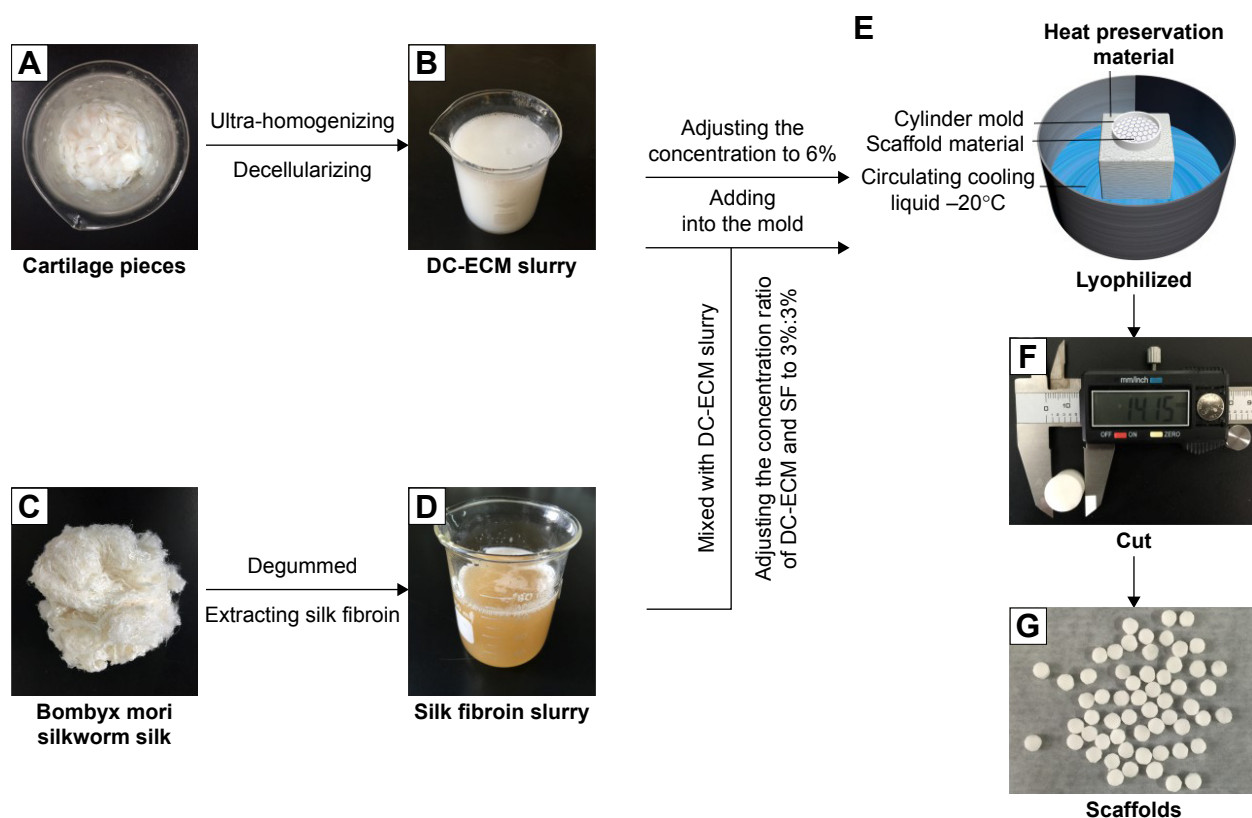 A
Cartilage pieces
Ultra-homogenizing
Decellularizing
B
DC-ECM slurry
Adjusting the
concentration to 6%
Adding
into the mold
Mixed with DC-ECM slurry
Adjusting the concentration ratio
of DC-ECM and SF to 3%:3%
C
Bombyx mori
silkworm silk
Degummed
Extracting silk fibroin
D
Silk fibroin slurry
E
Heat preservation
material
Cylinder mold
Scaffold material
Circulating cooling
liquid –20°C
Lyophilized
F
mm/inch
14.15
OFF ON ZERO
Cut
G
Scaffolds